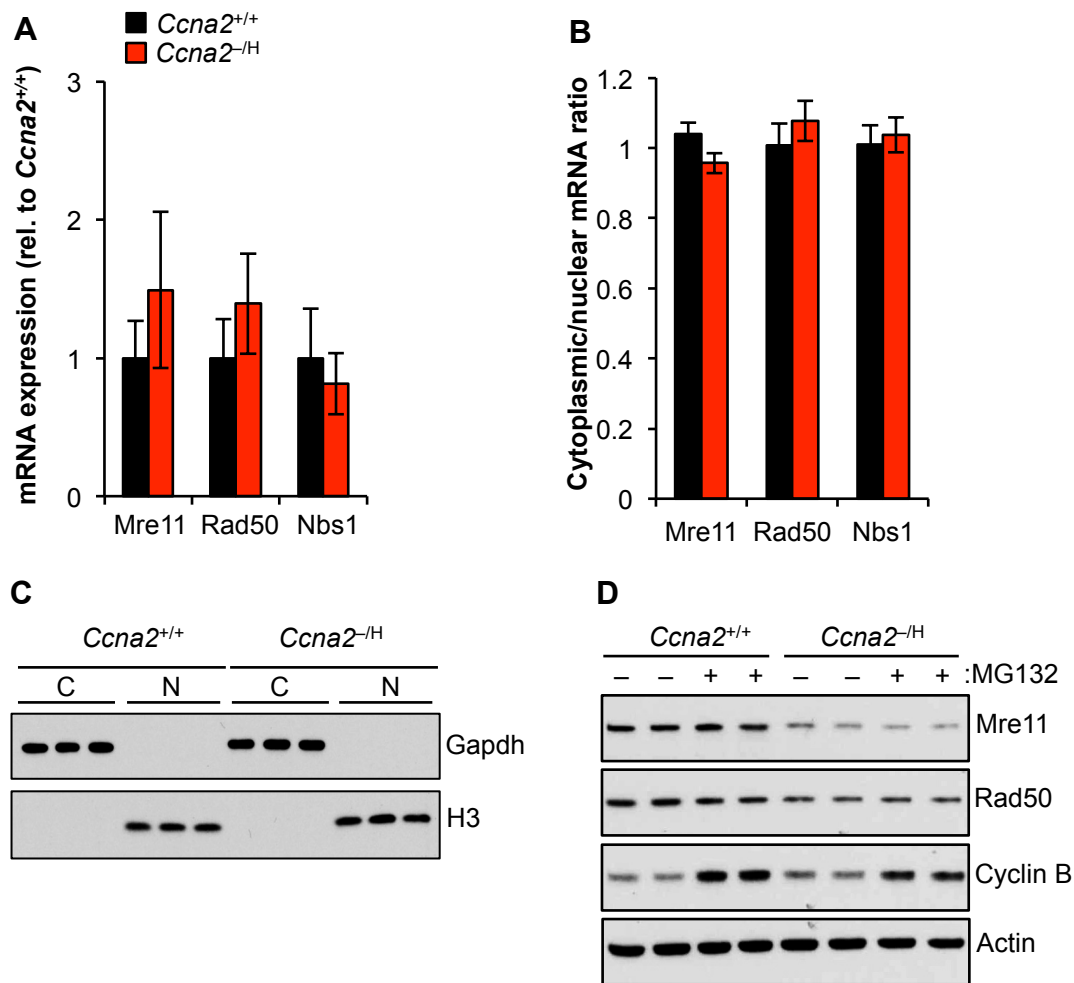 A
Ccna2+/+
Ccna2–/H
mRNA expression (rel. to Ccna2+/+)
3
2
1
0
Mre11 Rad50 Nbs1
B
Cytoplasmic/nuclear mRNA ratio
1.2
1
0.8
0.6
0.4
0.2
0
Mre11 Rad50 Nbs1
C
Ccna2+/+ Ccna2–/H
C N C N
Gapdh
H3
D
Ccna2+/+ Ccna2–/H
– – + + – – + + :MG132
Mre11
Rad50
Cyclin B
Actin